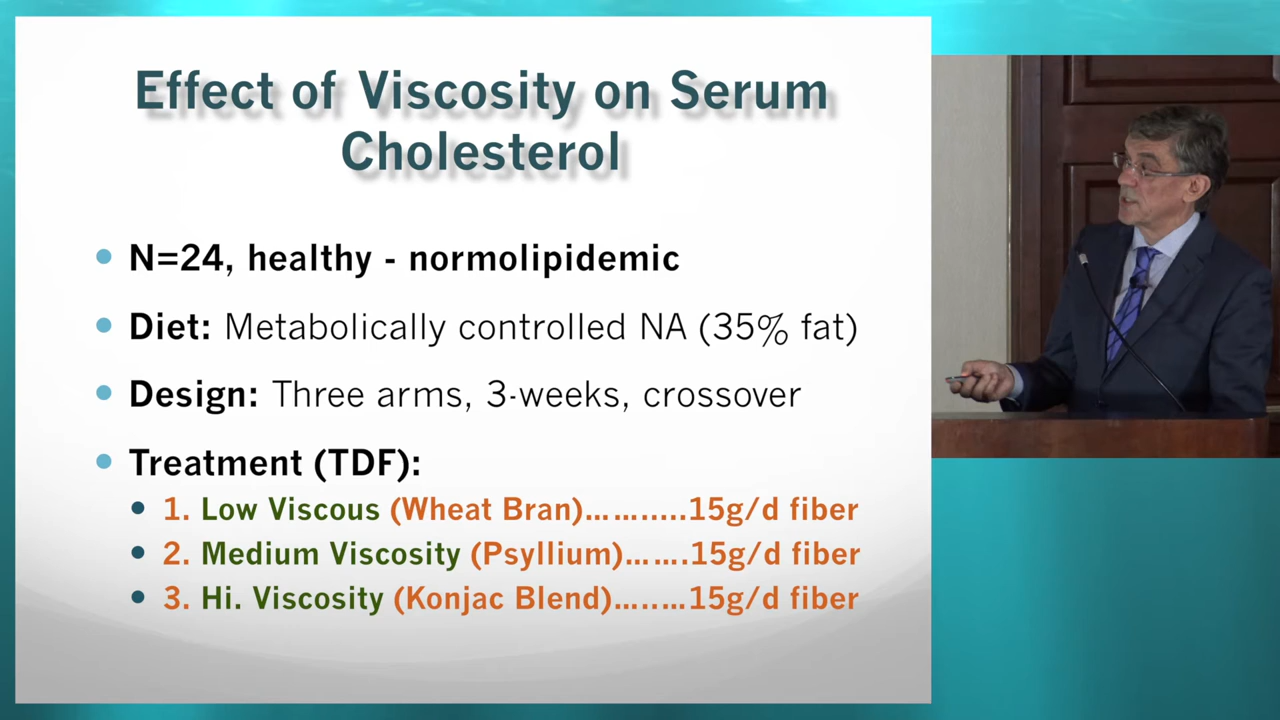 Effect of Viscosity on Serum
Cholesterol
N=24, healthy - normolipidemic
Diet: Metabolically controlled NA (35% fat)
Design: Three arms, 3-weeks, crossover
Treatment (TDF):
1. Low Viscous (Wheat Bran)...……...15g/d fiber
2. Medium Viscosity (Psyllium)…….15g/d fiber
3. Hi. Viscosity (Konjac Blend)…..…15g/d fiber